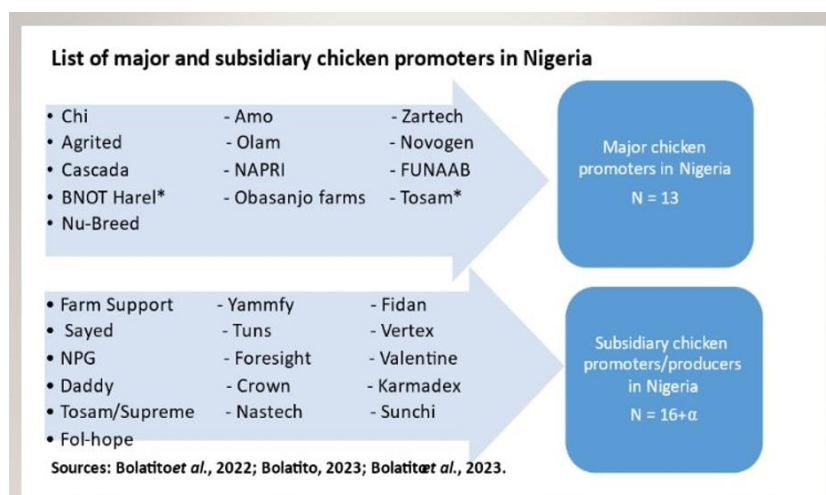 List of major and subsidiary chicken promoters in Nigeria
• Chi - Amo - Zartech
• Agrited - Olam - Novogen
• Cascada - NAPRI - FUNAAB
• BNOT Harel* - Obasanjo farms - Tosam*
• Nu-Breed
Major chicken
promoters in Nigeria
N = 13
• Farm Support - Yammfy - Fidan
• Sayed - Tuns - Vertex
• NPG - Foresight - Valentine
• Daddy - Crown - Karmadex
• Tosam/Supreme - Nastech - Sunchi
• Fol-hope
Subsidiary chicken
promoters/producers
in Nigeria
N = 16+α
Sources: Bolatitoet al., 2022; Bolatito, 2023; Bolatitoet al., 2023.